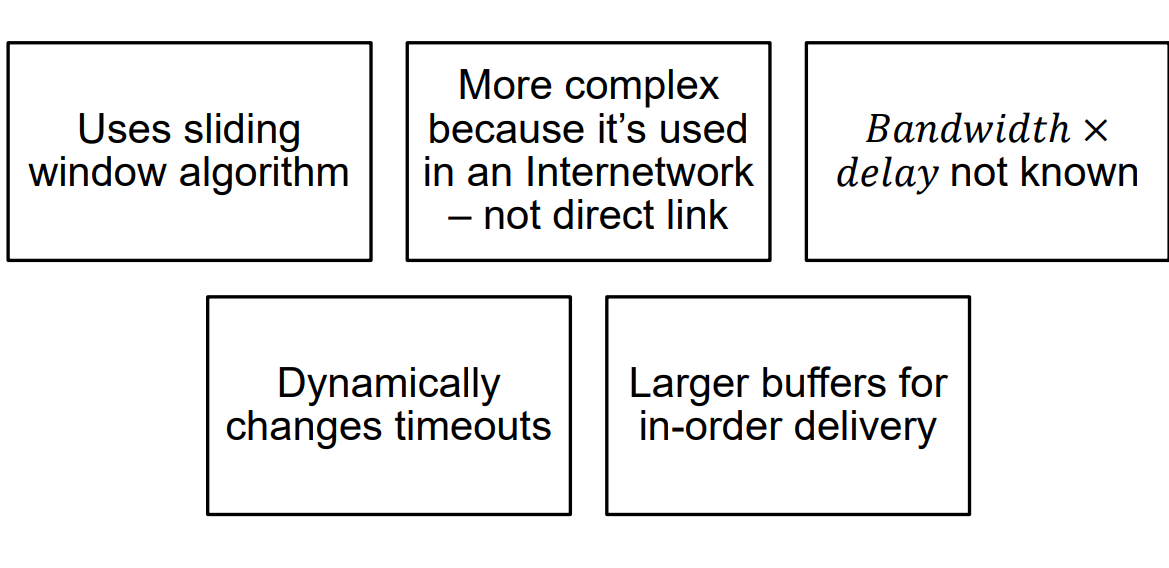 Uses sliding
window algorithm
More complex
because it’s used
in an Internetwork
– not direct link
Bandwidth ×
delay not known
Dynamically
changes timeouts
Larger buffers for
in-order delivery